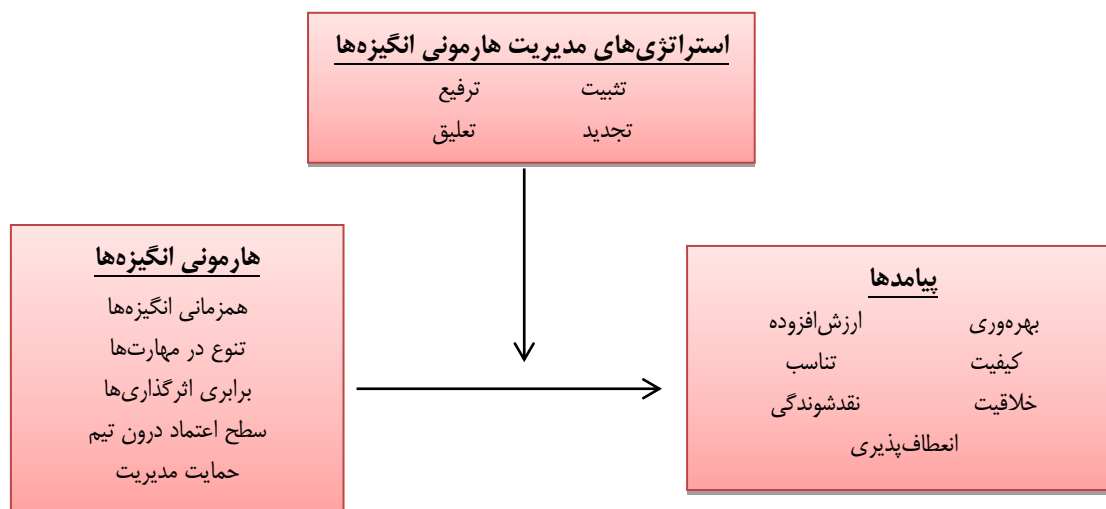 استراتژی‌های مدیریت هارمونی انگیزه‌ها
تثبیت ترفیع
تجدید تعلیق
هارمونی انگیزه‌ها
همزمانی انگیزه‌ها
تنوع در مهارت‌ها
برابری اثرگذاری‌ها
سطح اعتماد درون تیم
حمایت مدیریت
پیامدها
بهره‌وری ارزش‌افزوده
کیفیت تناسب
خلاقیت نقدشوندگی
انعطاف‌پذیری